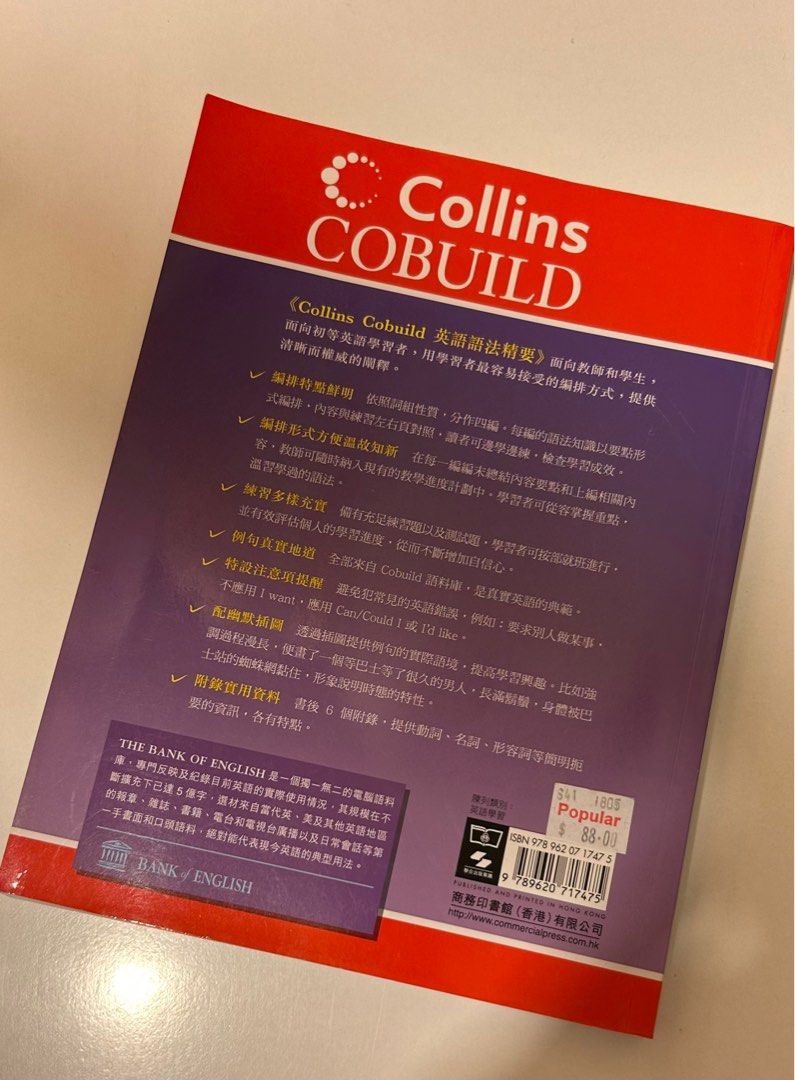 Collins
COBUILD
《Collins Cobuild 英語語法精要》面向教師和學生，
面向初等英語學習者，用學習者最容易接受的編排方式，提供
清晰而權威的闡釋。
編排特點鮮明 依照詞組性質，分作四編。每編的語法知識以要點形
式編排，內容與練習左右頁對照，讀者可邊學邊練，檢查學習成效。
編排形式方便溫故知新 在每一編編末總結內容要點和上編相關內
容，教師可隨時納入現有的教學進度計劃中。學習者可從容掌握重點，
溫習學過的語法。
練習多樣充實 備有充足練習題以及測試題，學習者可按部就班進行，
並有效評估個人的學習進度，從而不斷增加自信心。
例句真實地道 全部來自 Cobuild 語料庫，是真實英語的典範。
特設注意項提醒 避免犯常見的英語錯誤，例如：要求別人做某事，
不應用 I want，應用 Can/Could I 或 I'd like。
配幽默插圖 透過插圖提供例句的實際語境，提高學習興趣。比如強
調過程漫長，便畫了一個等巴士等了很久的男人，長滿鬍鬚，身體被巴
士站的蜘蛛網黏住，形象說明時態的特性。
附錄實用資料 書後 6 個附錄，提供動詞、名詞、形容詞等簡明扼
要的資訊，各有特點。
THE BANK OF ENGLISH 是一個獨一無二的電腦語料
庫，專門反映及紀錄目前英語的實際使用情況，其規模在不
斷擴充下已達 5 億字，選材來自當代英、美及其他英語地區
的報章、雜誌、書籍、電台和電視台廣播以及日常會話等第
一手書面和口頭語料，絕對能代表現今英語的典型用法。
BANK of ENGLISH
陳列類別：
英語學習
$41 1805
Popular
$ 88.00
ISBN 978 962 07 1747 5
9 789620 717475
聯合出版集團
PUBLISHED AND PRINTED IN HONG KONG
商務印書館（香港）有限公司
http://www.commercialpress.com.hk